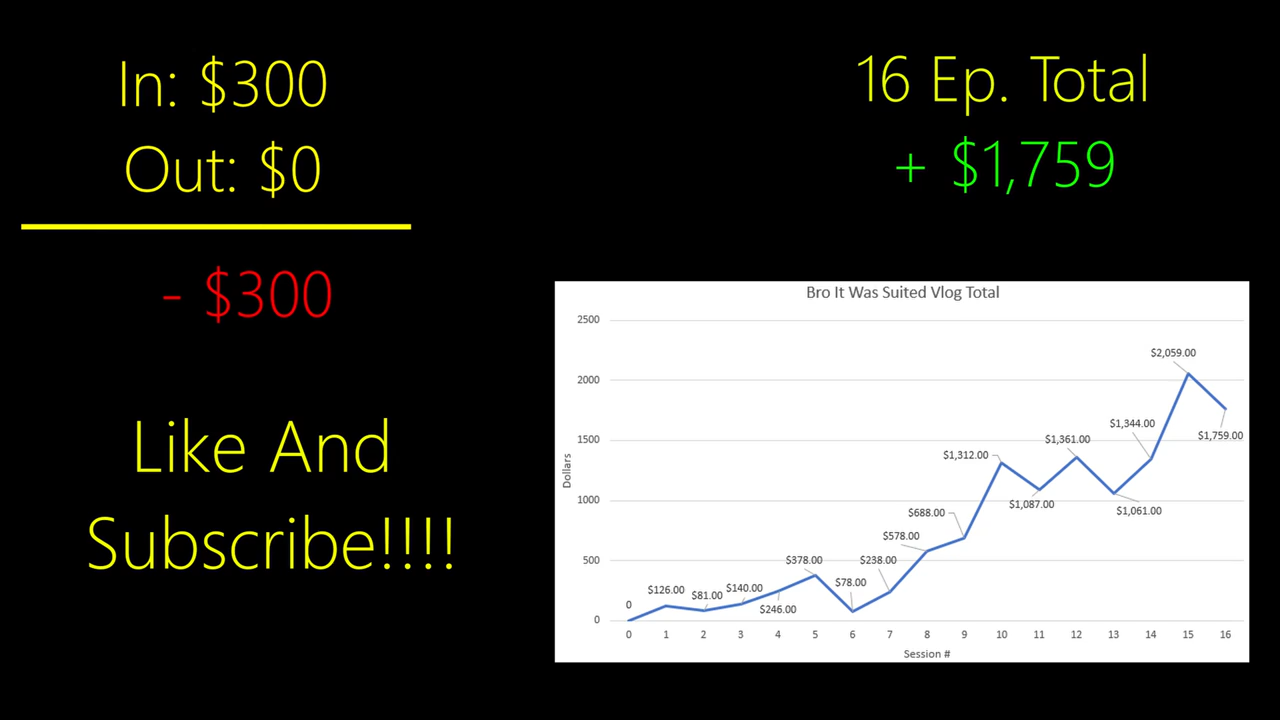 In: $300
Out: $0
- $300
Like And
Subscribe!!!!
16 Ep. Total
+ $1,759
Bro It Was Suited Vlog Total
2500
2000
1500
1000
500
0
Dollars
0
$126.00
$81.00
$140.00
$246.00
$378.00
$78.00
$238.00
$578.00
$688.00
$1,312.00
$1,087.00
$1,361.00
$1,061.00
$1,344.00
$2,059.00
$1,759.00
0 1 2 3 4 5 6 7 8 9 10 11 12 13 14 15 16
Session #